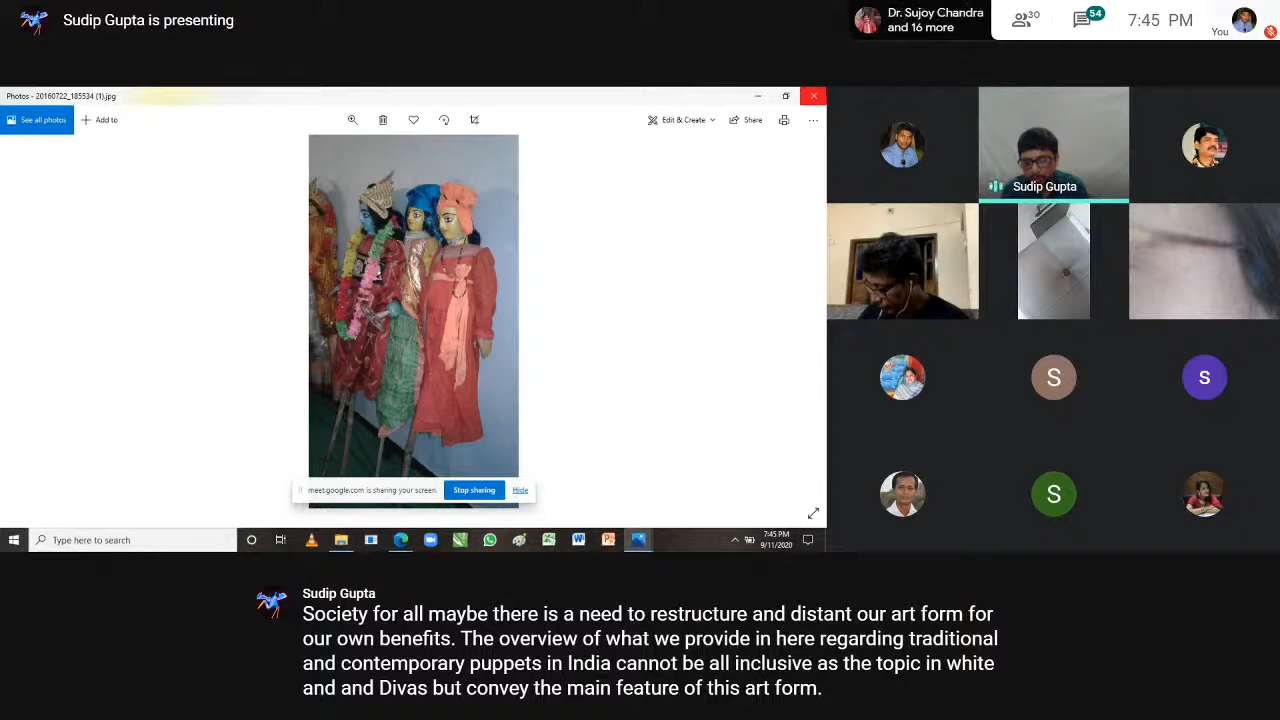 Sudip Gupta is presenting
Dr. Sujoy Chandra
and 16 more
30
54
7:45 PM
You
Photos - 20160722_185534 (1).jpg
See all photos
Add to
Edit & Create
Share
Sudip Gupta
S
S
S
meet.google.com is sharing your screen.
Stop sharing
Hide
Type here to search
7:45 PM
9/11/2020
Sudip Gupta
Society for all maybe there is a need to restructure and distant our art form for
our own benefits. The overview of what we provide in here regarding traditional
and contemporary puppets in India cannot be all inclusive as the topic in white
and and Divas but convey the main feature of this art form.